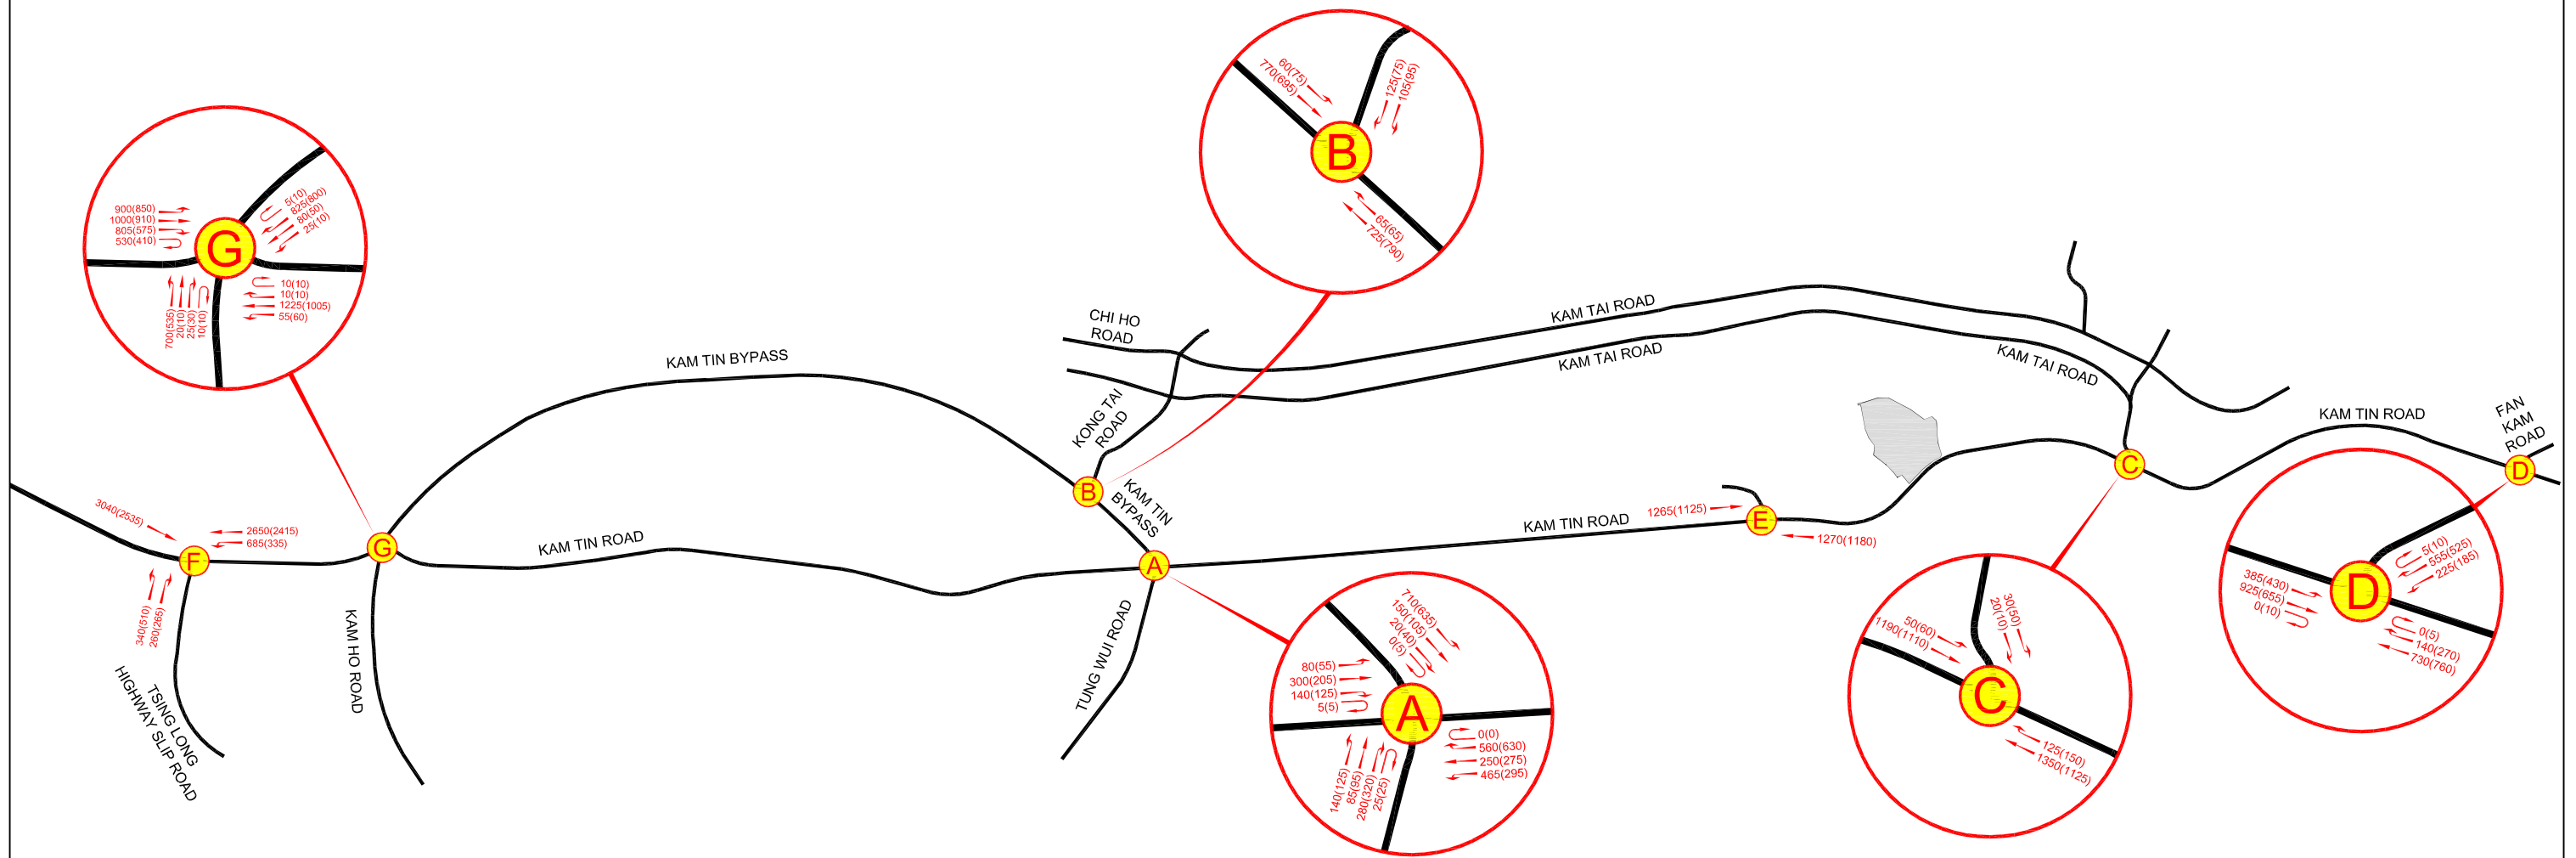 B
60(75)
770(695)
125(75)
105(95)
65(65)
725(790)
G
900(850)
1000(910)
805(575)
530(410)
5(10)
825(800)
80(50)
25(10)
10(10)
10(10)
1225(1005)
55(60)
700(535)
20(10)
25(30)
10(10)
CHI HO
ROAD
KAM TAI ROAD
KAM TAI ROAD
KAM TAI ROAD
KAM TIN BYPASS
KONG TAI
ROAD
KAM TIN
BYPASS
KAM TIN ROAD
FAN
KAM
ROAD
B
C
D
3040(2535)
F
2650(2415)
685(335)
340(510)
260(265)
G
KAM TIN ROAD
A
KAM TIN ROAD
1265(1125)
E
1270(1180)
TSING LONG
HIGHWAY SLIP ROAD
KAM HO ROAD
TUNG WUI ROAD
A
710(635)
150(105)
20(40)
0(5)
80(55)
300(205)
140(125)
5(5)
0(0)
560(630)
250(275)
465(295)
140(125)
85(95)
280(320)
25(25)
C
50(60)
1190(1110)
30(50)
20(10)
125(150)
1350(1125)
D
385(430)
925(655)
0(10)
5(10)
555(525)
225(185)
0(5)
140(270)
730(760)